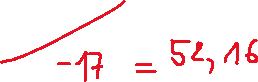 -17 = 52,16